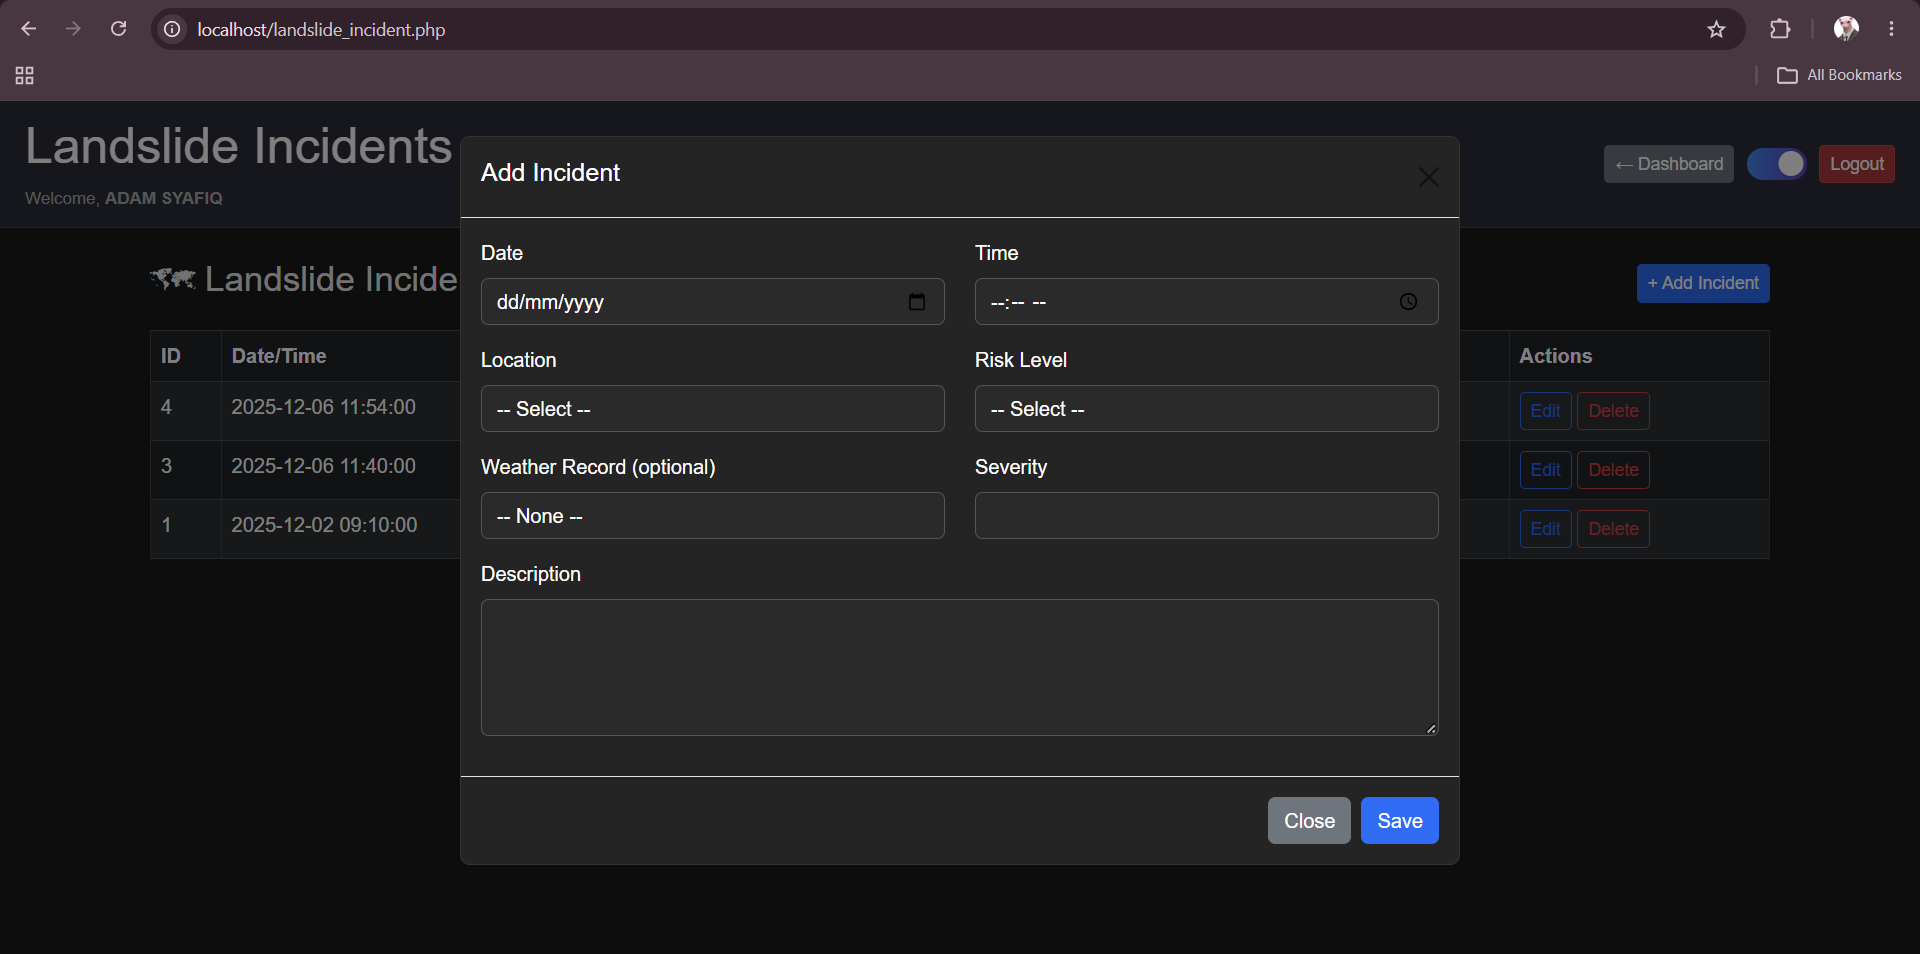 localhost/landslide_incident.php
All Bookmarks
Landslide Incidents
Welcome, ADAM SYAFIQ
← Dashboard
Logout
Landslide Incide
+ Add Incident
ID
Date/Time
Actions
4
2025-12-06 11:54:00
Edit
Delete
3
2025-12-06 11:40:00
Edit
Delete
1
2025-12-02 09:10:00
Edit
Delete
Add Incident
Date
Time
dd/mm/yyyy
--:-- --
Location
Risk Level
-- Select --
-- Select --
Weather Record (optional)
Severity
-- None --
Description
Close
Save